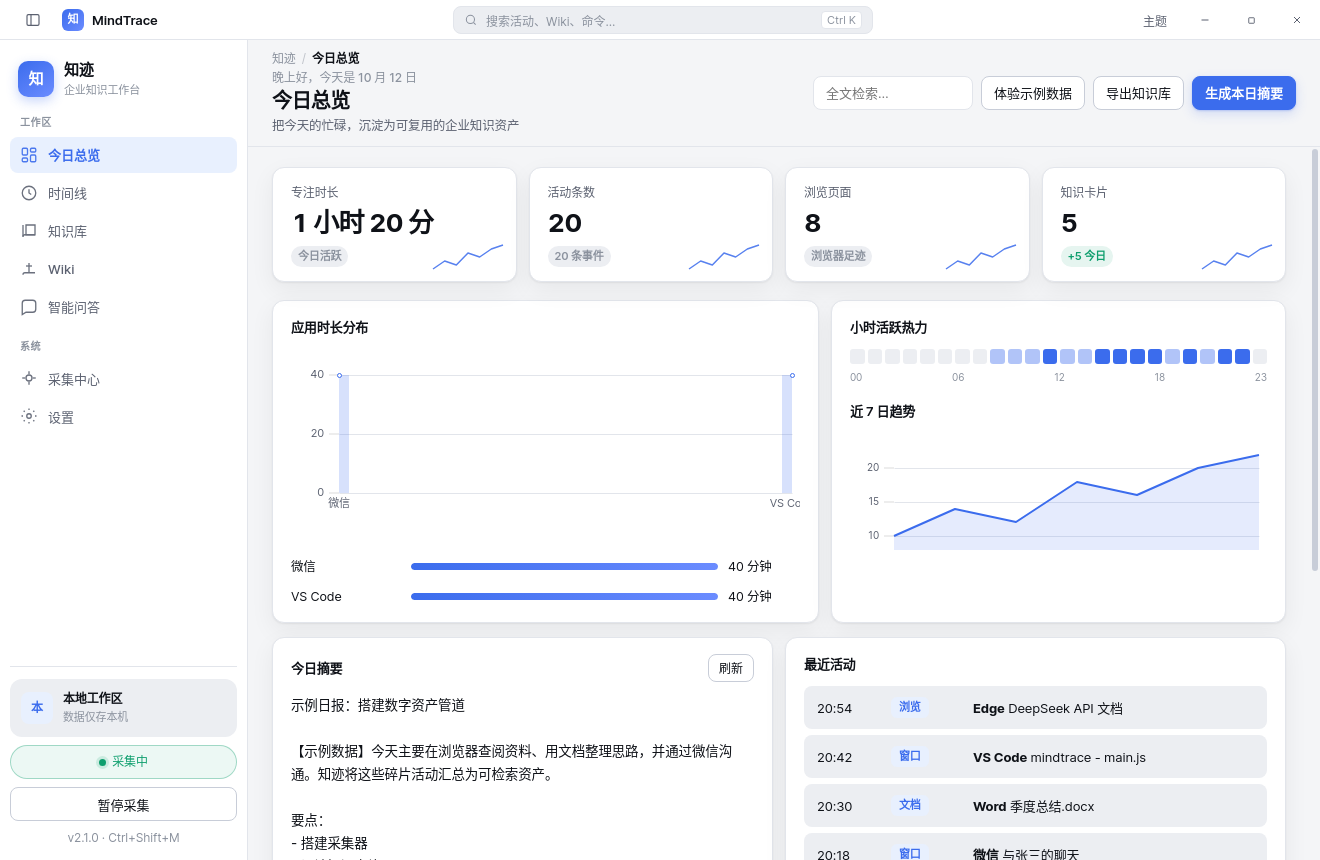 知 MindTrace
搜索活动、Wiki、命令...
Ctrl K
主题
知
知迹
企业知识工作台
工作区
今日总览
时间线
知识库
Wiki
智能问答
系统
采集中心
设置
本
本地工作区
数据仅存本机
采集中
暂停采集
v2.1.0 · Ctrl+Shift+M
知迹 / 今日总览
晚上好，今天是 10 月 12 日
今日总览
把今天的忙碌，沉淀为可复用的企业知识资产
全文检索...
体验示例数据
导出知识库
生成本日摘要
专注时长
1 小时 20 分
今日活跃
活动条数
20
20 条事件
浏览页面
8
浏览器足迹
知识卡片
5
+5 今日
应用时长分布
40
20
0
微信
VS Co
微信 40 分钟
VS Code 40 分钟
小时活跃热力
00 06 12 18 23
近 7 日趋势
20
15
10
今日摘要
刷新
示例日报：搭建数字资产管道
【示例数据】今天主要在浏览器查阅资料、用文档整理思路，并通过微信沟
通。知迹将这些碎片活动汇总为可检索资产。
要点：
- 搭建采集器
最近活动
20:54 浏览 Edge DeepSeek API 文档
20:42 窗口 VS Code mindtrace - main.js
20:30 文档 Word 季度总结.docx
20:18 窗口 微信 与张三的聊天